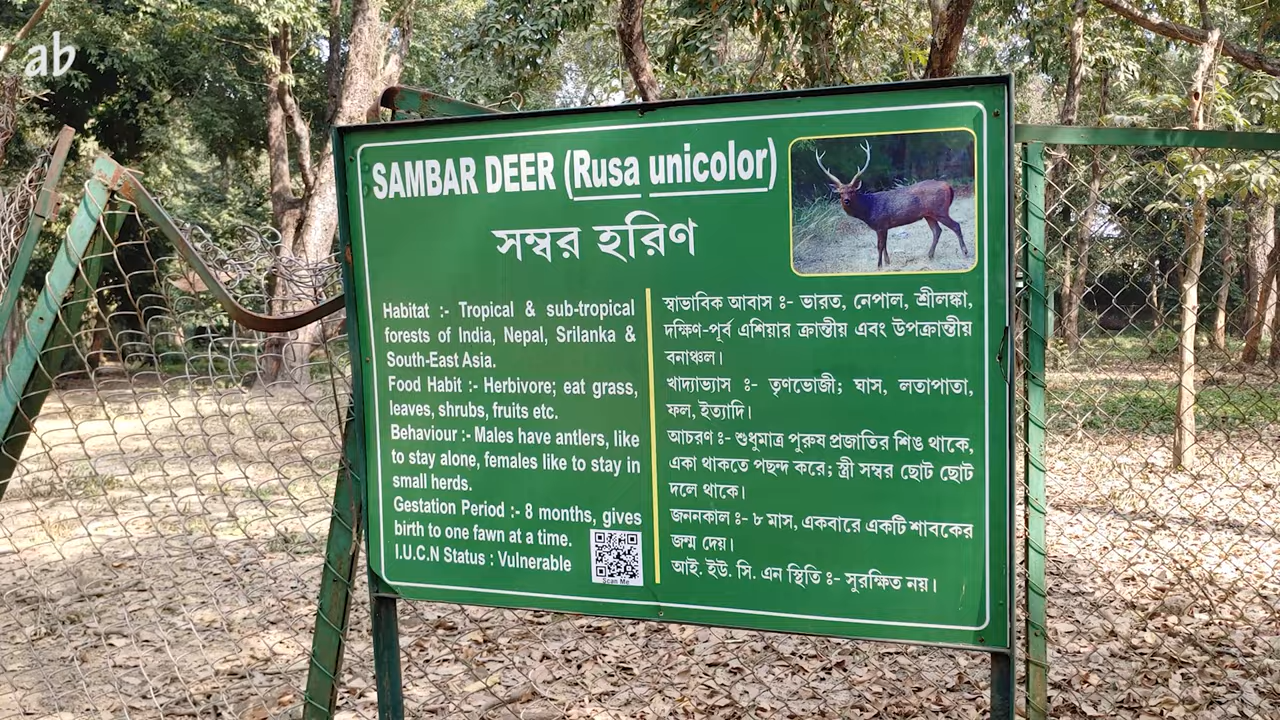 ab
SAMBAR DEER (Rusa unicolor)
সম্বর হরিণ
Habitat :- Tropical & sub-tropical
forests of India, Nepal, Srilanka &
South-East Asia.
Food Habit :- Herbivore; eat grass,
leaves, shrubs, fruits etc.
Behaviour :- Males have antlers, like
to stay alone, females like to stay in
small herds.
Gestation Period :- 8 months, gives
birth to one fawn at a time.
I.U.C.N Status : Vulnerable
Scan Me
স্বাভাবিক আবাস ঃ- ভারত, নেপাল, শ্রীলঙ্কা,
দক্ষিণ-পূর্ব এশিয়ার ক্রান্তীয় এবং উপক্রান্তীয়
বনাঞ্চল।
খাদ্যাভ্যাস ঃ- তৃণভোজী; ঘাস, লতাপাতা,
ফল, ইত্যাদি।
আচরণ ঃ- শুধুমাত্র পুরুষ প্রজাতির শিঙ থাকে,
একা থাকতে পছন্দ করে; স্ত্রী সম্বর ছোট ছোট
দলে থাকে।
জননকাল ঃ- ৮ মাস, একবারে একটি শাবকের
জন্ম দেয়।
আই. ইউ. সি. এন স্থিতি ঃ- সুরক্ষিত নয়।